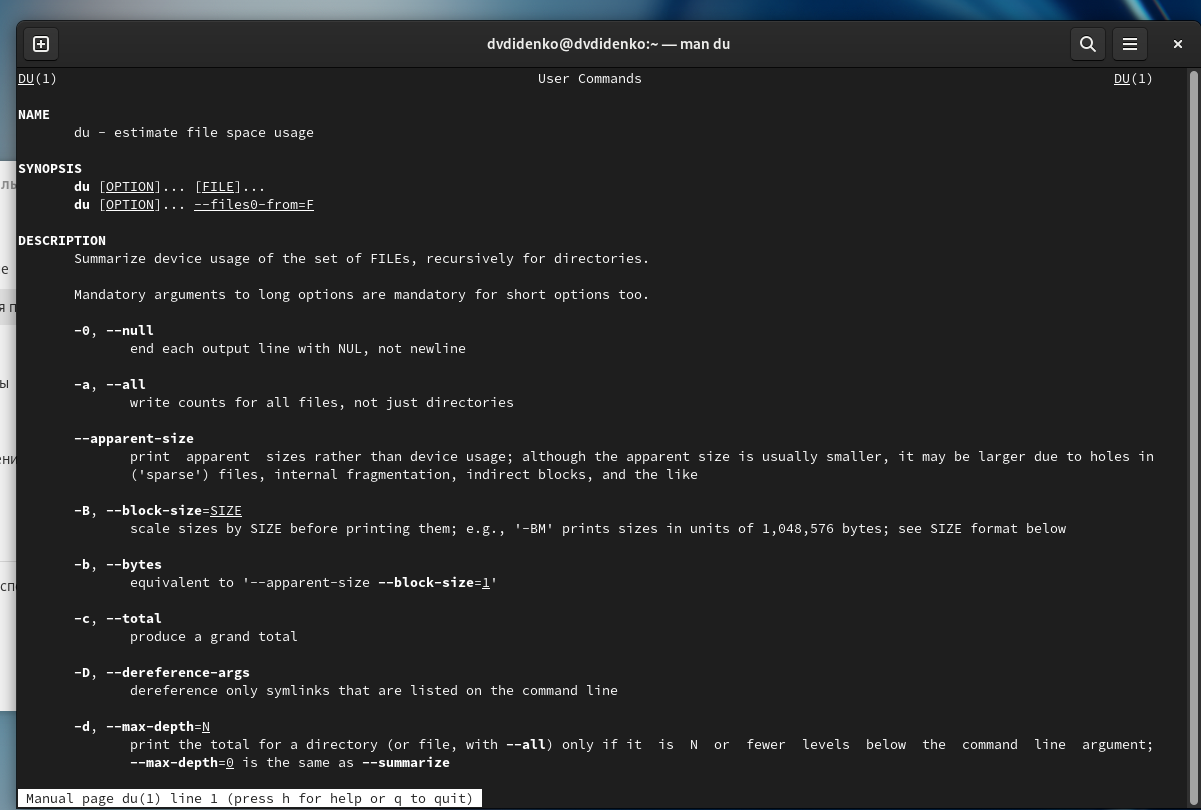 dvdidenko@dvdidenko:~ — man du
DU(1) User Commands DU(1)
NAME
du - estimate file space usage
SYNOPSIS
du [OPTION]... [FILE]...
du [OPTION]... --files0-from=F
DESCRIPTION
Summarize device usage of the set of FILEs, recursively for directories.
Mandatory arguments to long options are mandatory for short options too.
-0, --null
end each output line with NUL, not newline
-a, --all
write counts for all files, not just directories
--apparent-size
print  apparent  sizes rather than device usage; although the apparent size is usually smaller, it may be larger due to holes in
('sparse') files, internal fragmentation, indirect blocks, and the like
-B, --block-size=SIZE
scale sizes by SIZE before printing them; e.g., '-BM' prints sizes in units of 1,048,576 bytes; see SIZE format below
-b, --bytes
equivalent to '--apparent-size --block-size=1'
-c, --total
produce a grand total
-D, --dereference-args
dereference only symlinks that are listed on the command line
-d, --max-depth=N
print the total for a directory (or file, with --all) only if it  is  N  or  fewer  levels  below  the  command  line  argument;
--max-depth=0 is the same as --summarize
Manual page du(1) line 1 (press h for help or q to quit)